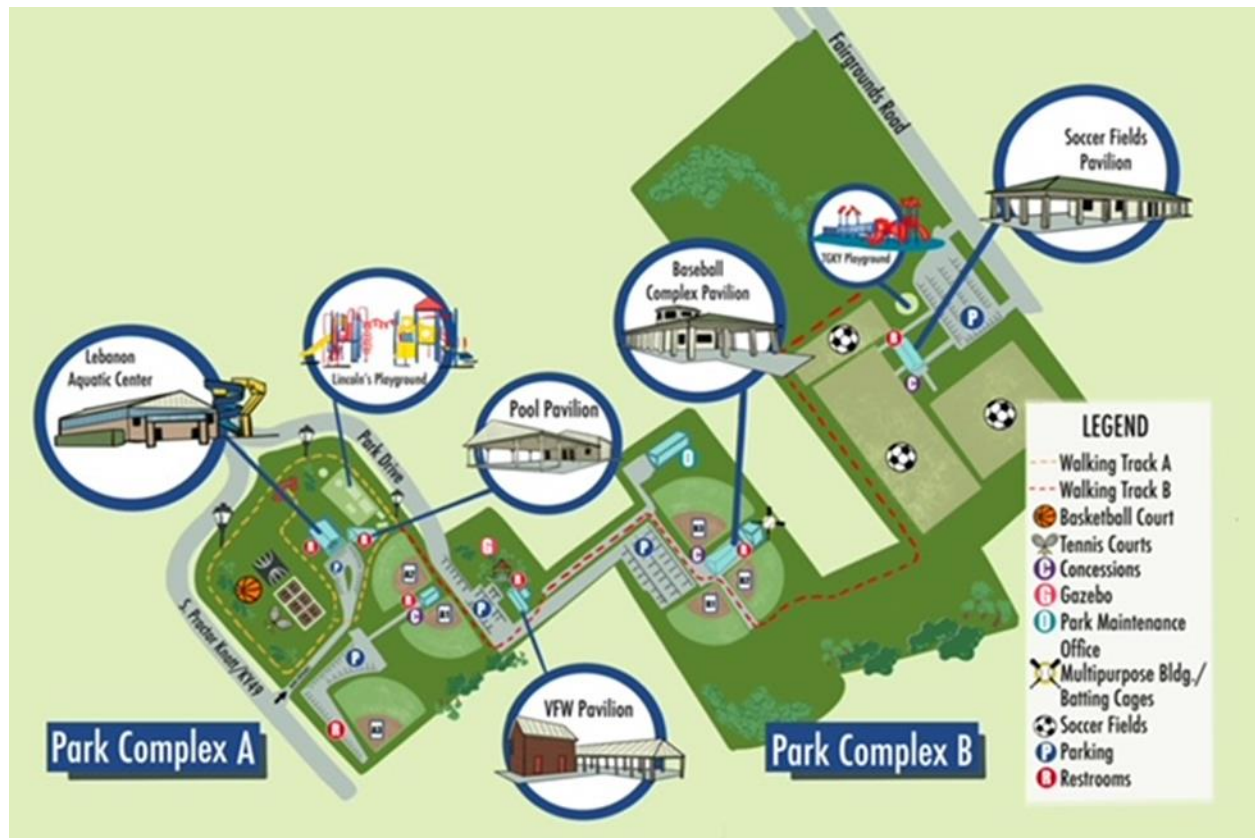 Fairgrounds Road
Soccer Fields
Pavilion
TGKY Playground
Baseball
Complex Pavilion
P
R
C
Lebanon
Aquatic Center
Lincoln's Playground
Pool Pavilion
Park Drive
O
P
C
R
R
R
P
G
R
R
C
P
A2
A1
P
R
S. Proctor Knott/KY49
VFW Pavilion
Park Complex A
Park Complex B
LEGEND
Walking Track A
Walking Track B
Basketball Court
Tennis Courts
C Concessions
G Gazebo
O Park Maintenance
Office
Multipurpose Bldg./
Batting Cages
Soccer Fields
P Parking
R Restrooms